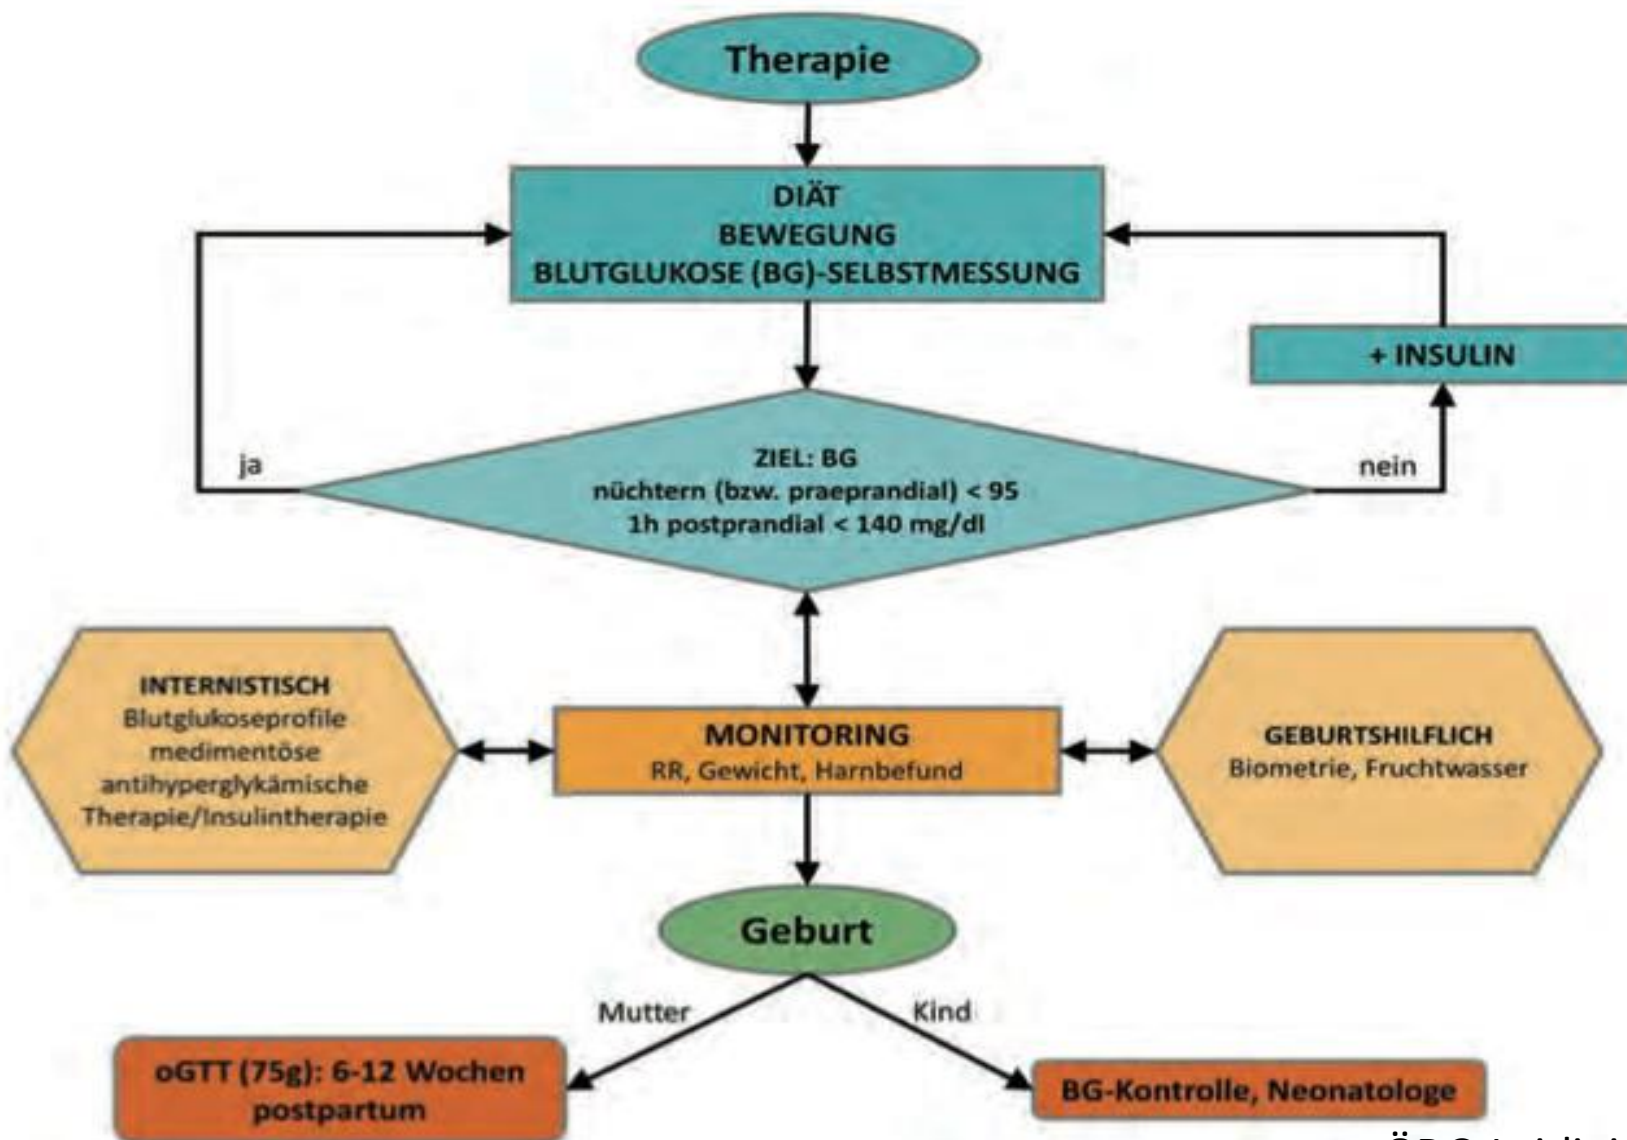 Therapie
DIÄT
BEWEGUNG
BLUTGLUKOSE (BG)-SELBSTMESSUNG
+ INSULIN
ja
ZIEL: BG
nüchtern (bzw. praeprandial) < 95
1h postprandial < 140 mg/dl
nein
INTERNISTISCH
Blutglukoseprofile
medimentöse
antihyperglykämische
Therapie/Insulintherapie
MONITORING
RR, Gewicht, Harnbefund
GEBURTSHILFLICH
Biometrie, Fruchtwasser
Geburt
Mutter
Kind
oGTT (75g): 6-12 Wochen
postpartum
BG-Kontrolle, Neonatologe